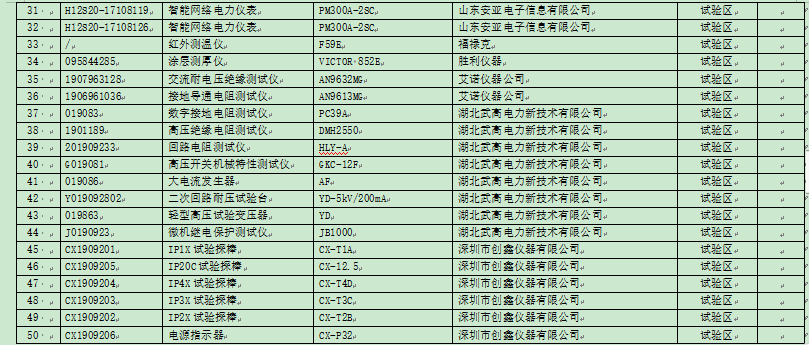 31 H12S20-17108119 智能网络电力仪表 PM300A-2SC 山东安亚电子信息有限公司 试验区
32 H12S20-17108126 智能网络电力仪表 PM300A-2SC 山东安亚电子信息有限公司 试验区
33 / 红外测温仪 F59E 福禄克 试验区
34 095844285 涂层测厚仪 VICTOR 852E 胜利仪器 试验区
35 1907963128 交流耐电压绝缘测试仪 AN9632MG 艾诺仪器公司 试验区
36 1906961036 接地导通电阻测试仪 AN9613MG 艾诺仪器公司 试验区
37 019083 数字接地电阻测试仪 PC39A 湖北武高电力新技术有限公司 试验区
38 1901189 高压绝缘电阻测试仪 DMH2550 湖北武高电力新技术有限公司 试验区
39 201909233 回路电阻测试仪 HLY-A 湖北武高电力新技术有限公司 试验区
40 G019081 高压开关机械特性测试仪 GKC-12F 湖北武高电力新技术有限公司 试验区
41 019086 大电流发生器 AF 湖北武高电力新技术有限公司 试验区
42 Y019092802 二次回路耐压试验台 YD-5kV/200mA 湖北武高电力新技术有限公司 试验区
43 019863 轻型高压试验变压器 YD 湖北武高电力新技术有限公司 试验区
44 J0190923 微机继电保护测试仪 JB1000 湖北武高电力新技术有限公司 试验区
45 CX1909201 IP1X试验探棒 CX-T1A 深圳市创鑫仪器有限公司 试验区
46 CX1909205 IP20C试验探棒 CX-12.5 深圳市创鑫仪器有限公司 试验区
47 CX1909204 IP4X试验探棒 CX-T4D 深圳市创鑫仪器有限公司 试验区
48 CX1909203 IP3X试验探棒 CX-T3C 深圳市创鑫仪器有限公司 试验区
49 CX1909202 IP2X试验探棒 CX-T2B 深圳市创鑫仪器有限公司 试验区
50 CX1909206 电源指示器 CX-P32 深圳市创鑫仪器有限公司 试验区